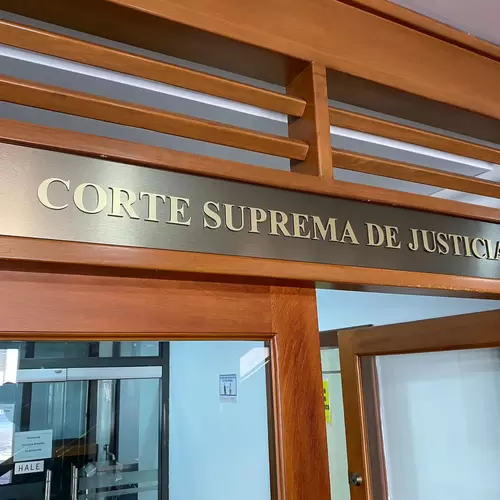 CORTE SUPREMA DE JUSTICIA
HALE